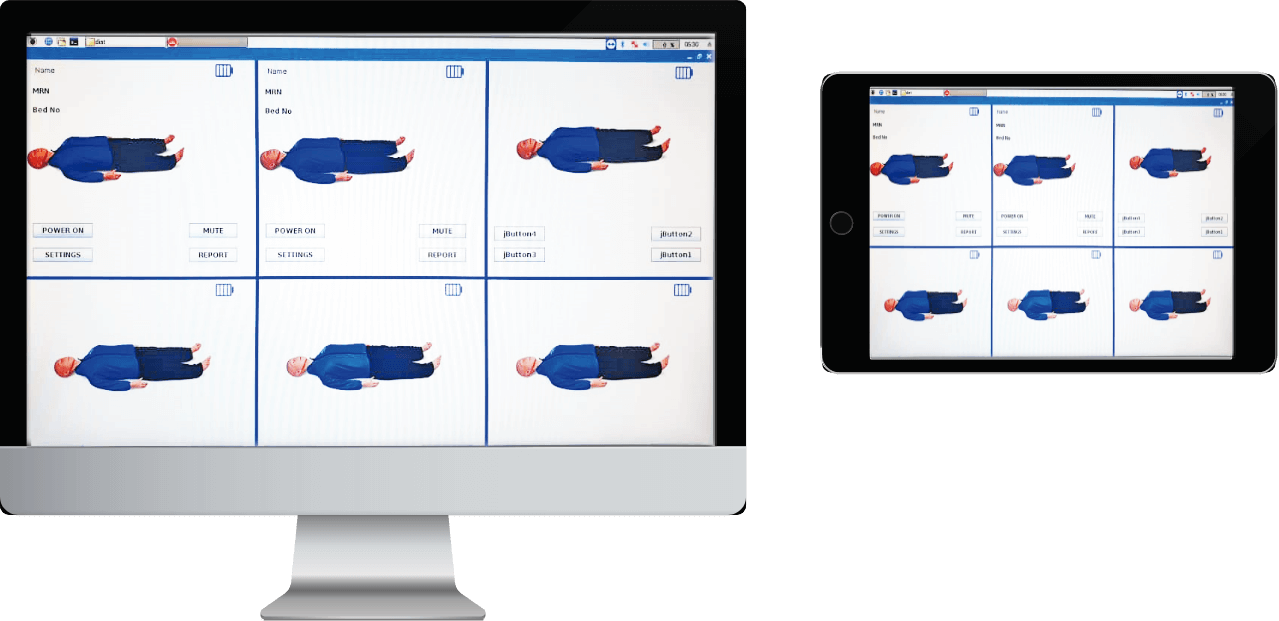 dist
0 %
05:30
Name
MRN
Bed No
POWER ON
MUTE
SETTINGS
REPORT
Name
MRN
Bed No
POWER ON
MUTE
SETTINGS
REPORT
jButton4
jButton2
jButton3
jButton1
Name
MRN
Bed No
POWER ON
MUTE
SETTINGS
REPORT
Name
MRN
Bed No
POWER ON
MUTE
SETTINGS
REPORT
jButton4
jButton2
jButton3
jButton1